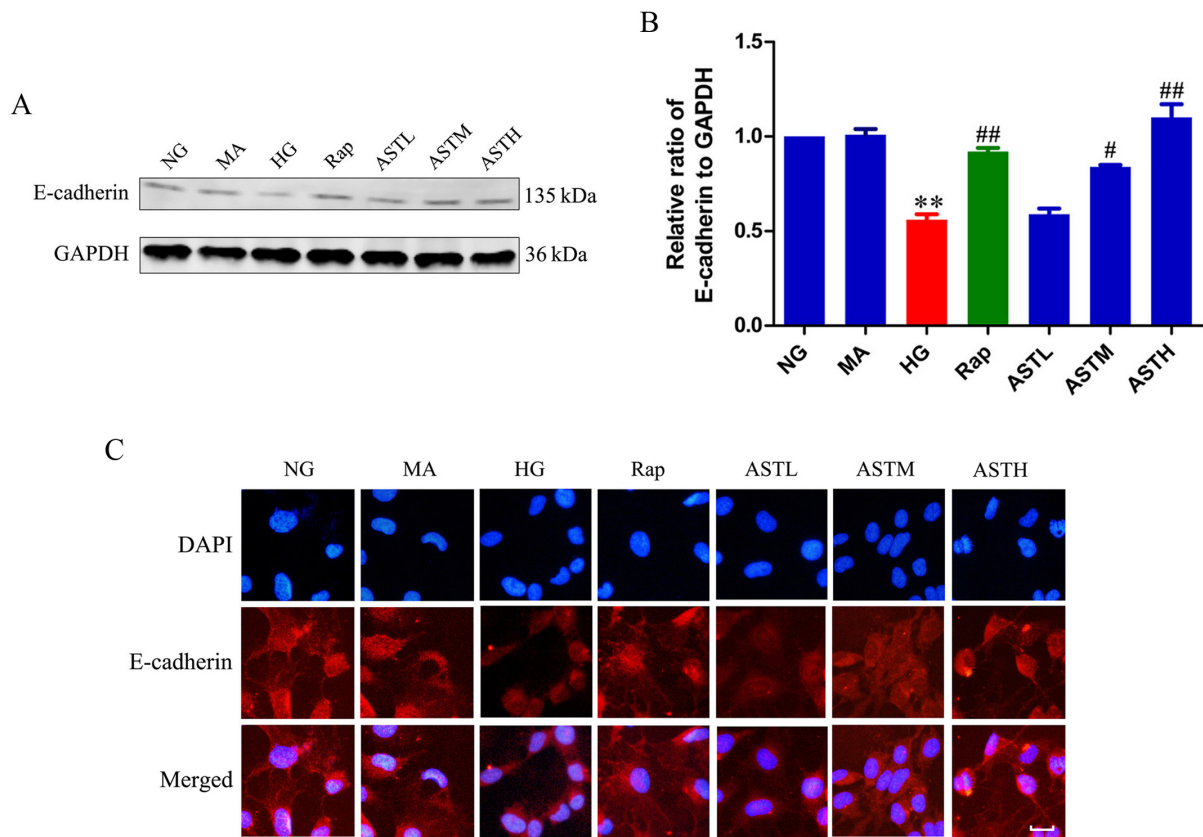 A
NG MA HG Rap ASTL ASTM ASTH
E-cadherin 135 kDa
GAPDH 36 kDa
B
Relative ratio of
E-cadherin to GAPDH
1.5
1.0
0.5
0.0
**
##
#
##
NG MA HG Rap ASTL ASTM ASTH
C
NG MA HG Rap ASTL ASTM ASTH
DAPI
E-cadherin
Merged